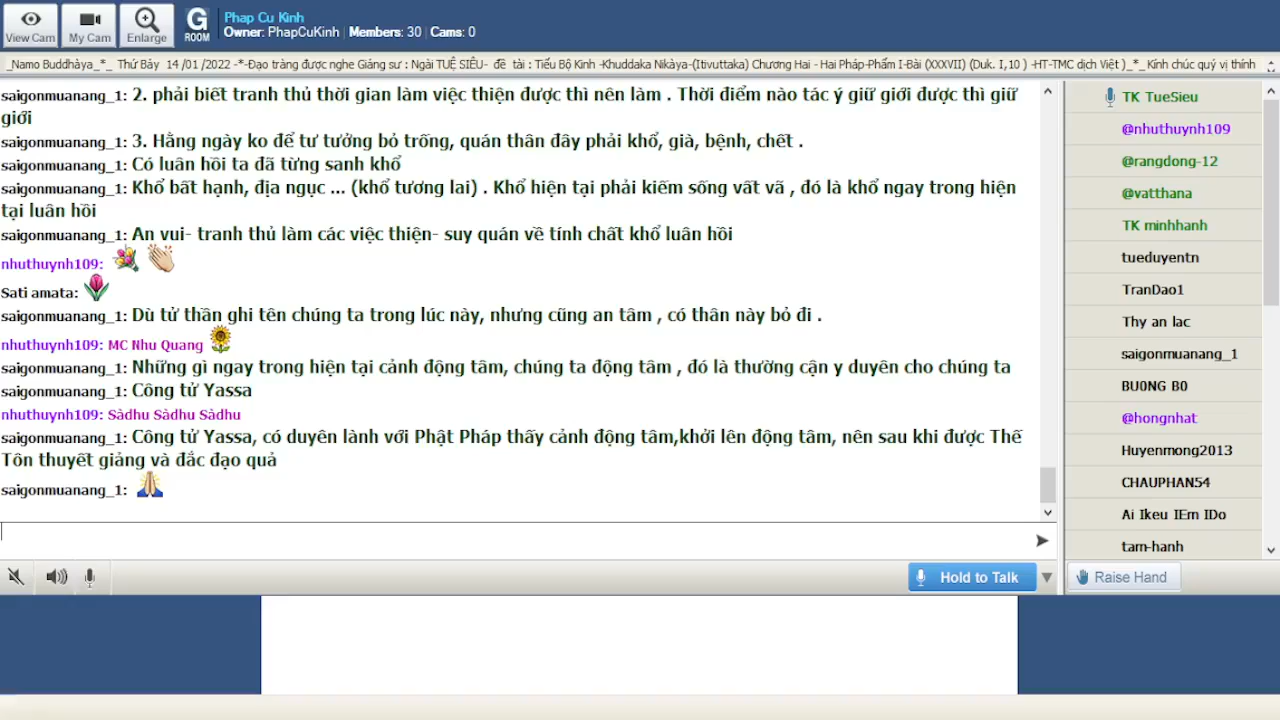 View Cam
My Cam
Enlarge
G
ROOM
Phap Cu Kinh
Owner: PhapCuKinh | Members: 30 | Cams: 0
_Namo Buddhàya_*_ Thứ Bảy 14 /01 /2022 -*-Đạo tràng được nghe Giáng sư : Ngài TUỆ SIÊU- đề tài : Tiểu Bộ Kinh -Khuddaka Nikàya-(Itivuttaka) Chương Hai - Hai Pháp-Phẩm I-Bài (XXXVII) (Duk. I,10 ) -HT-TMC dịch Việt )_*_Kính chúc quý vị thính
saigonmuanang_1: 2. phải biết tranh thủ thời gian làm việc thiện được thì nên làm . Thời điểm nào tác ý giữ giới được thì giữ
giới
saigonmuanang_1: 3. Hằng ngày ko để tư tưởng bỏ trống, quán thân đây phải khổ, già, bệnh, chết .
saigonmuanang_1: Có luân hồi ta đã từng sanh khổ
saigonmuanang_1: Khổ bất hạnh, địa ngục ... (khổ tương lai) . Khổ hiện tại phải kiếm sống vất vã , đó là khổ ngay trong hiện
tại luân hồi
saigonmuanang_1: An vui- tranh thủ làm các việc thiện- suy quán về tính chất khổ luân hồi
nhuthuynh109:
Sati amata:
saigonmuanang_1: Dù tử thần ghi tên chúng ta trong lúc này, nhưng cũng an tâm , có thân này bỏ đi .
nhuthuynh109: MC Nhu Quang
saigonmuanang_1: Những gì ngay trong hiện tại cảnh động tâm, chúng ta động tâm , đó là thường cận y duyên cho chúng ta
saigonmuanang_1: Công tử Yassa
nhuthuynh109: Sàdhu Sàdhu Sàdhu
saigonmuanang_1: Công tử Yassa, có duyên lành với Phật Pháp thấy cảnh động tâm,khởi lên động tâm, nên sau khi được Thế
Tôn thuyết giảng và đắc đạo quả
saigonmuanang_1:
Hold to Talk
TK TueSieu
@nhuthuynh109
@rangdong-12
@vatthana
TK minhhanh
tueduyentn
TranDao1
Thy an lac
saigonmuanang_1
BU0NG B0
@hongnhat
Huyenmong2013
CHAUPHAN54
Ai Ikeu IEm IDo
tam-hanh
Raise Hand